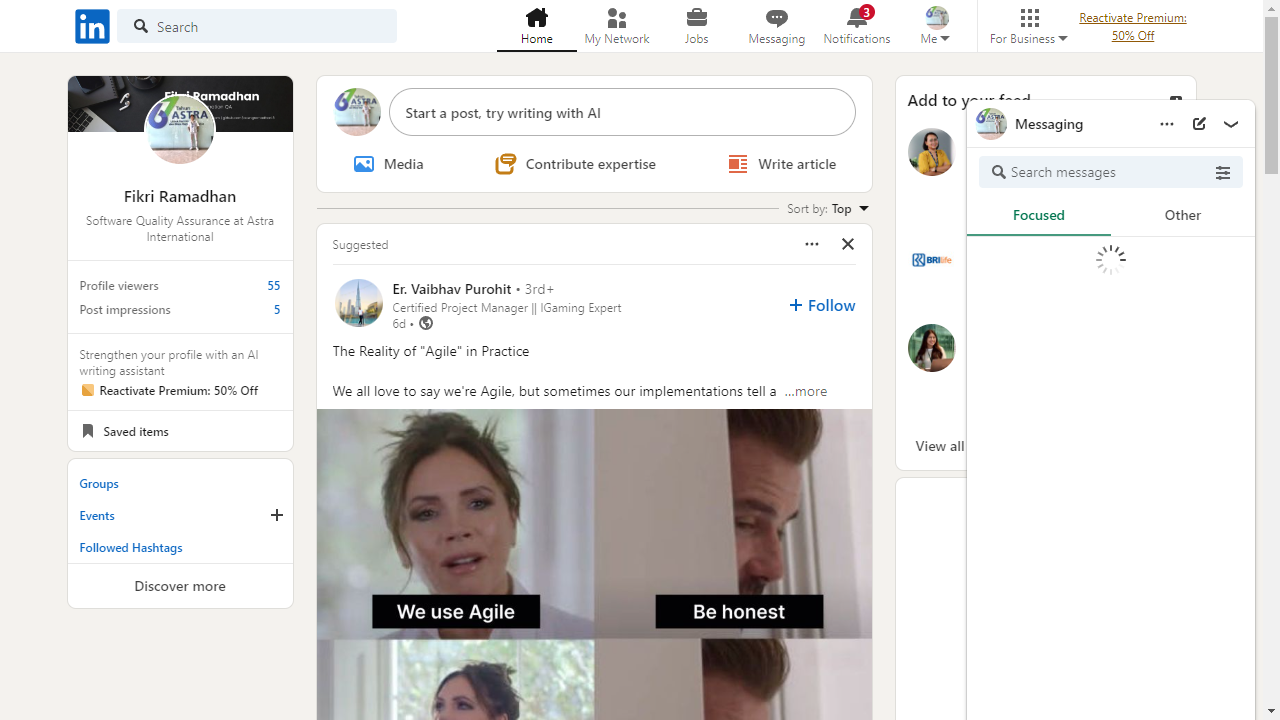 in
Search
Home
My Network
Jobs
Messaging
3
Notifications
Me
For Business
Reactivate Premium:
50% Off
Fikri Ramadhan
67
Tahun
ASTRA
Fikri Ramadhan
Software Quality Assurance at Astra
International
Profile viewers 55
Post impressions 5
Strengthen your profile with an AI
writing assistant
Reactivate Premium: 50% Off
Saved items
Groups
Events
Followed Hashtags
Discover more
Start a post, try writing with AI
Media
Contribute expertise
Write article
Sort by: Top
Suggested
Er. Vaibhav Purohit • 3rd+
Certified Project Manager || IGaming Expert
6d •
Follow
The Reality of "Agile" in Practice
We all love to say we're Agile, but sometimes our implementations tell a …more
We use Agile
Be honest
Add to your feed
BRI life
View all
Messaging
Search messages
Focused
Other